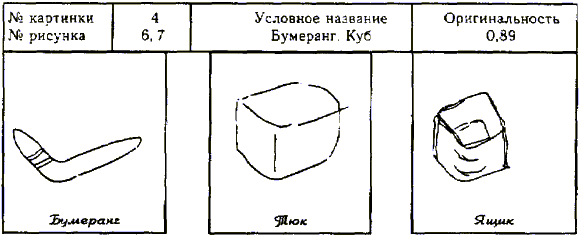 № картинки 4 Условное название Оригинальность
№ рисунка 6, 7 Бумеранг. Куб 0,89
Бумеранг Тюк Ящик